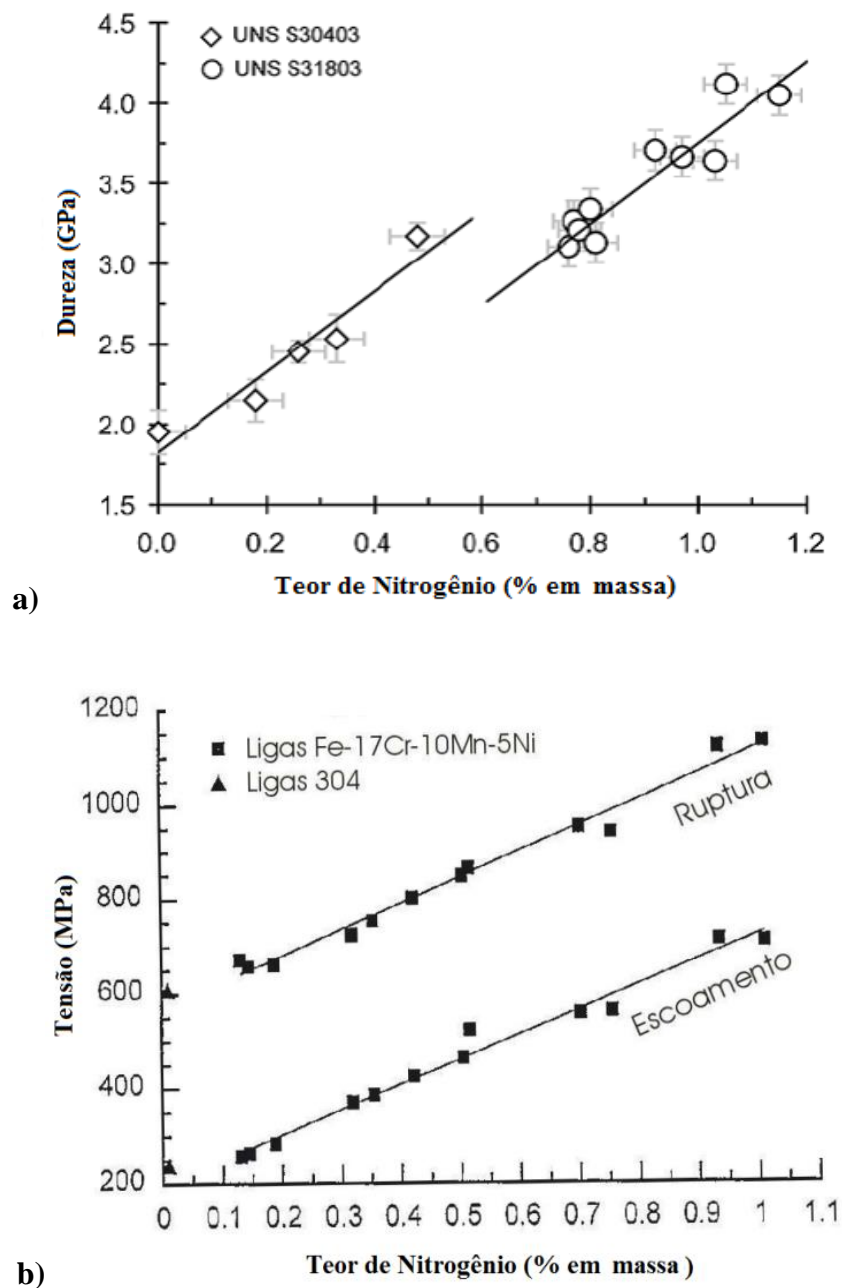 UNS S30403
UNS S31803
4.5
4.0
3.5
3.0
2.5
2.0
1.5
Dureza (GPa)
0.0 0.2 0.4 0.6 0.8 1.0 1.2
Teor de Nitrogênio (% em massa)
a)
1200
1000
800
600
400
200
Tensão (MPa)
Ligas Fe-17Cr-10Mn-5Ni
Ligas 304
Ruptura
Escoamento
0 0.1 0.2 0.3 0.4 0.5 0.6 0.7 0.8 0.9 1 1.1
Teor de Nitrogênio (% em massa )
b)